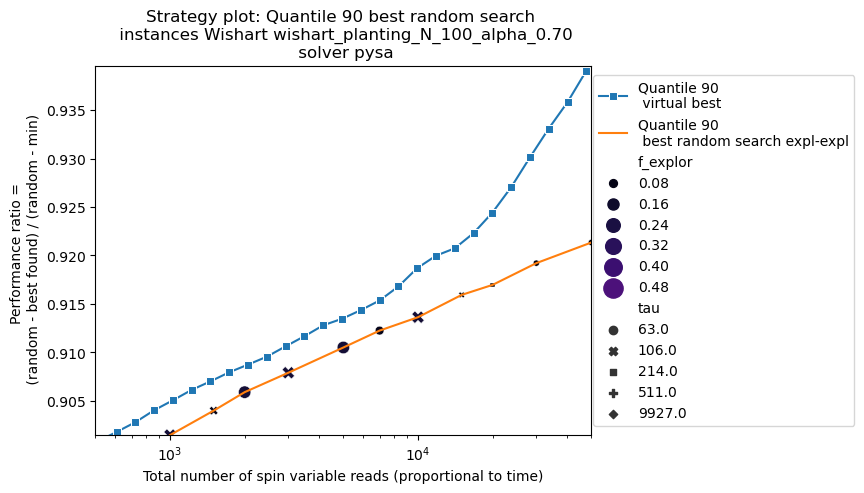 Strategy plot: Quantile 90 best random search
instances Wishart wishart_planting_N_100_alpha_0.70
solver pysa
Performance ratio =
(random - best found) / (random - min)
0.935
0.930
0.925
0.920
0.915
0.910
0.905
10^3
10^4
Total number of spin variable reads (proportional to time)
Quantile 90
virtual best
Quantile 90
best random search expl-expl
f_explor
0.08
0.16
0.24
0.32
0.40
0.48
tau
63.0
106.0
214.0
511.0
9927.0